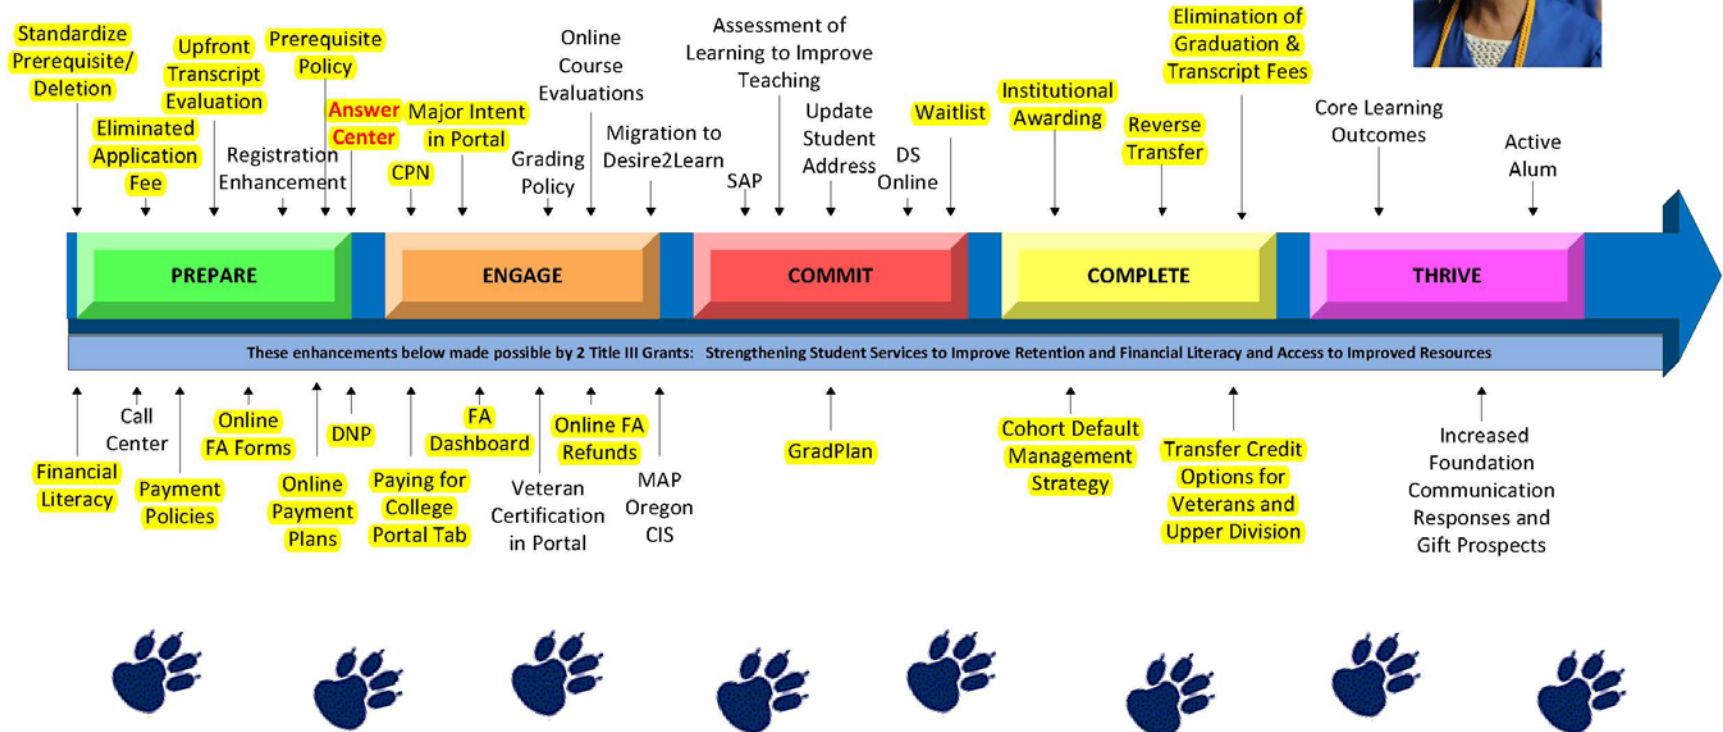 Standardize
Prerequisite/
Deletion
Eliminated
Application
Fee
Upfront
Transcript
Evaluation
Registration
Enhancement
Prerequisite
Policy
Answer
Center
CPN
Major Intent
in Portal
Grading
Policy
Online
Course
Evaluations
Migration to
Desire2Learn
SAP
Assessment of
Learning to Improve
Teaching
Update
Student
Address
DS
Online
Waitlist
Institutional
Awarding
Reverse
Transfer
Elimination of
Graduation &
Transcript Fees
Core Learning
Outcomes
Active
Alum
PREPARE
ENGAGE
COMMIT
COMPLETE
THRIVE
These enhancements below made possible by 2 Title III Grants: Strengthening Student Services to Improve Retention and Financial Literacy and Access to Improved Resources
Financial
Literacy
Call
Center
Payment
Policies
Online
FA Forms
Online
Payment
Plans
DNP
Paying for
College
Portal Tab
FA
Dashboard
Veteran
Certification
in Portal
Online FA
Refunds
MAP
Oregon
CIS
GradPlan
Cohort Default
Management
Strategy
Transfer Credit
Options for
Veterans and
Upper Division
Increased
Foundation
Communication
Responses and
Gift Prospects